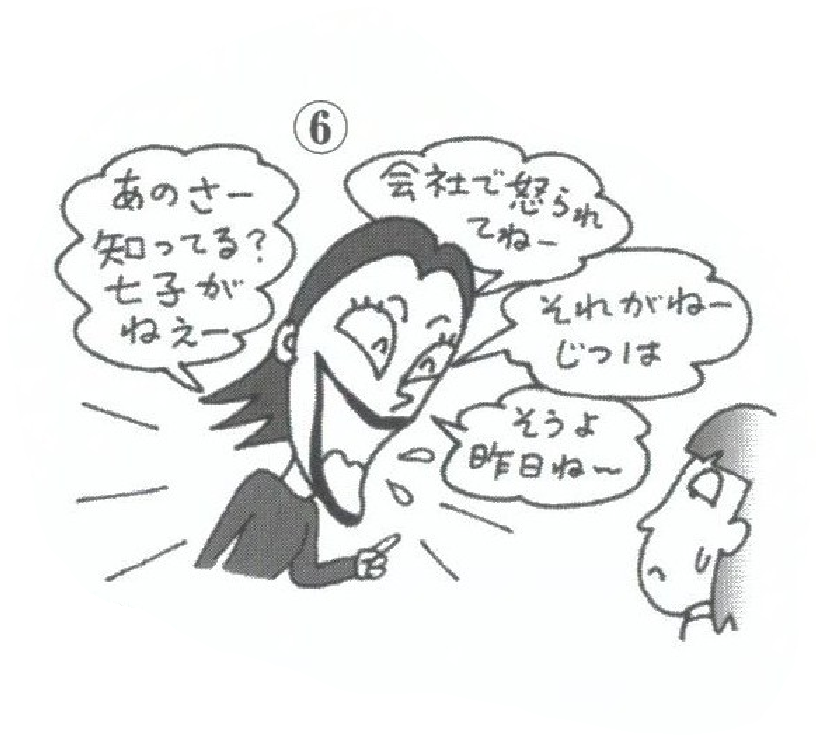 ⑥
あのさー
知ってる?
七子が
ねぇー
会社で怒られ
てねー
それがねー
じつは
そうよ
昨日ね〜